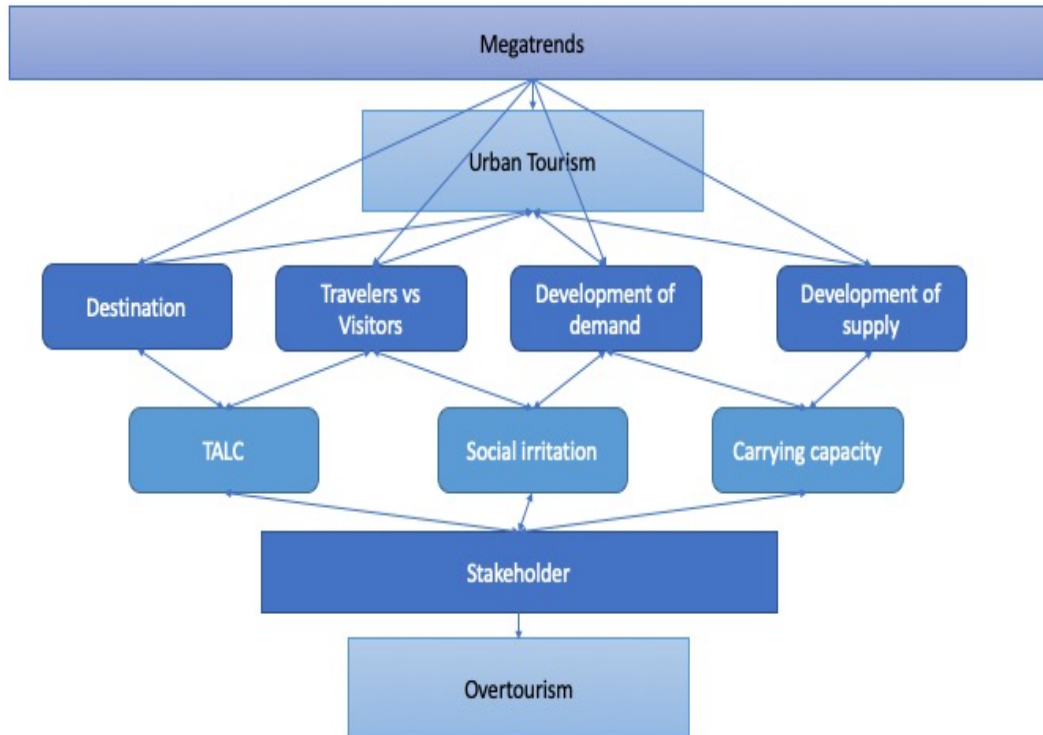 Megatrends
Urban Tourism
Destination
Travelers vs
Visitors
Development of
demand
Development of
supply
TALC
Social irritation
Carrying capacity
Stakeholder
Overtourism